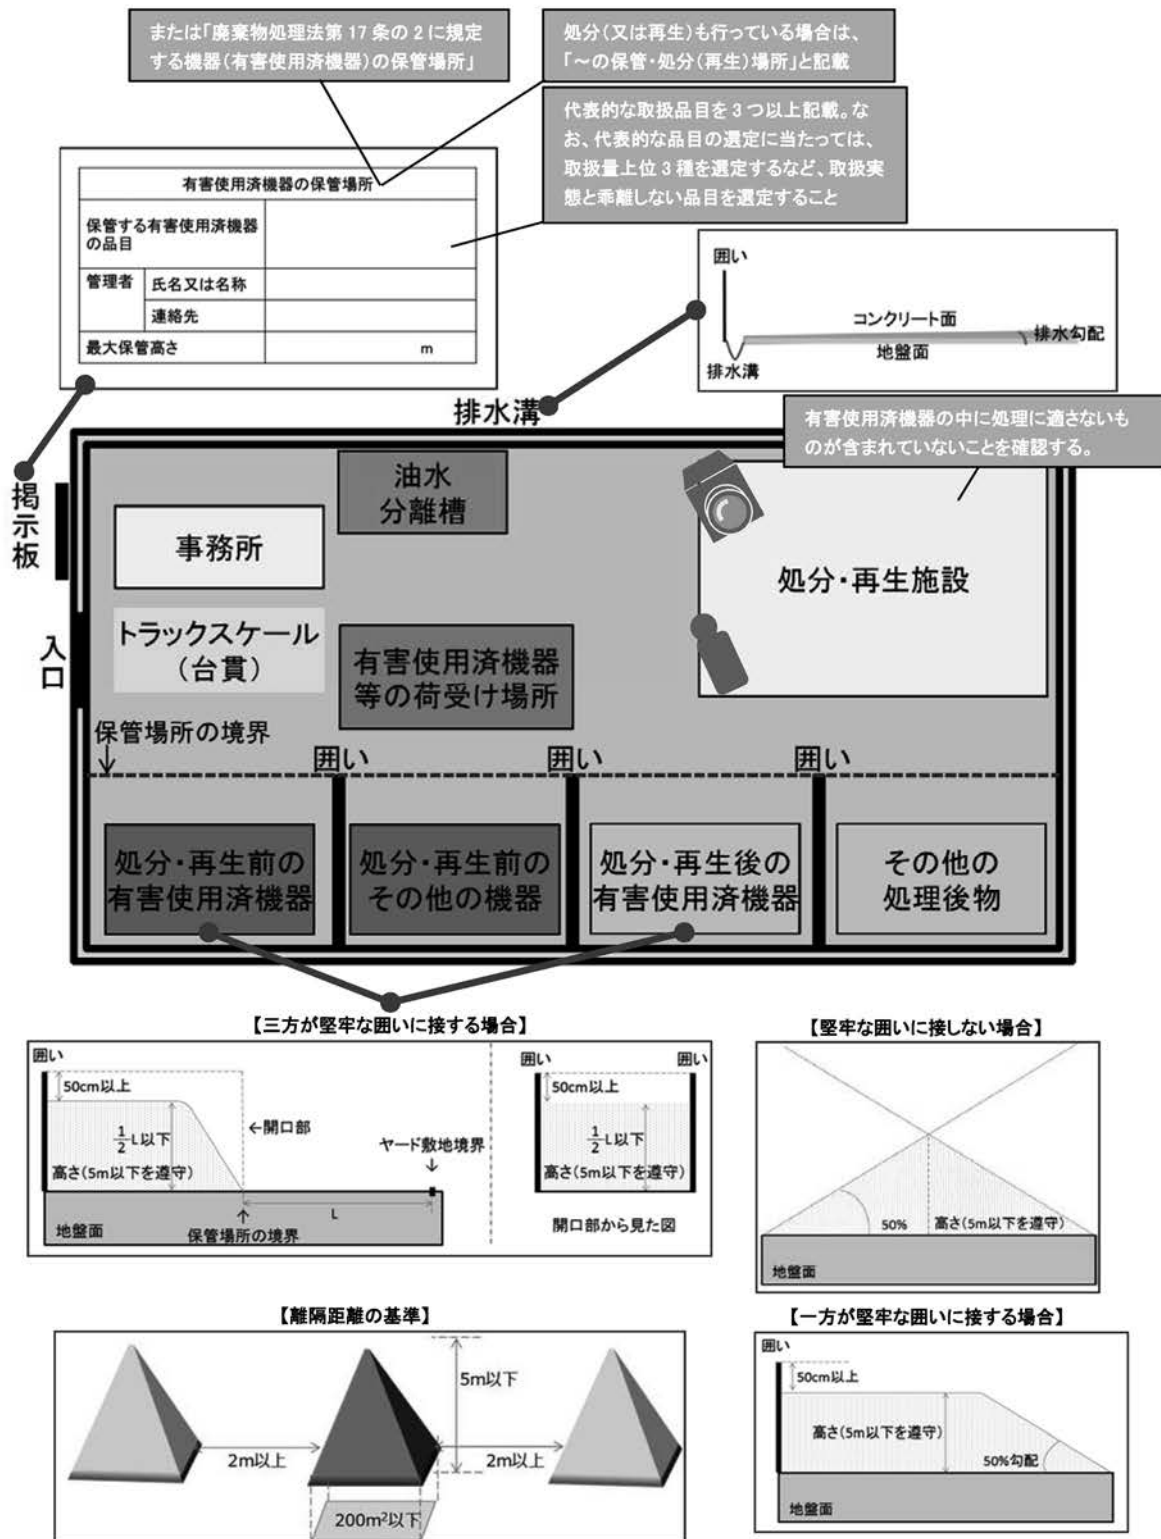 または「廃棄物処理法第17条の2に規定
する機器(有害使用済機器)の保管場所」
処分(又は再生)も行っている場合は、
「～の保管・処分(再生)場所」と記載
代表的な取扱品目を3つ以上記載。な
お、代表的な品目の選定に当たっては、
取扱量上位3種を選定するなど、取扱実
態と乖離しない品目を選定すること
有害使用済機器の保管場所
保管する有害使用済機器
の品目
管理者
氏名又は名称
連絡先
最大保管高さ
m
囲い
コンクリート面
排水勾配
地盤面
排水溝
排水溝
有害使用済機器の中に処理に適さないも
のが含まれていないことを確認する。
掲示板
油水
分離槽
事務所
処分・再生施設
入口
トラックスケール
(台貫)
有害使用済機器
等の荷受け場所
保管場所の境界
囲い
囲い
囲い
処分・再生前の
有害使用済機器
処分・再生前の
その他の機器
処分・再生後の
有害使用済機器
その他の
処理後物
【三方が堅牢な囲いに接する場合】
囲い
50cm以上
←開口部
1/2 L以下
高さ(5m以下を遵守)
ヤード敷地境界
↓
L
↑
保管場所の境界
地盤面
囲い
囲い
50cm以上
1/2 L以下
高さ(5m以下を遵守)
開口部から見た図
【堅牢な囲いに接しない場合】
50%
高さ(5m以下を遵守)
地盤面
【離隔距離の基準】
5m以下
2m以上
2m以上
200m²以下
【一方が堅牢な囲いに接する場合】
囲い
50cm以上
高さ(5m以下を遵守)
50%勾配
地盤面